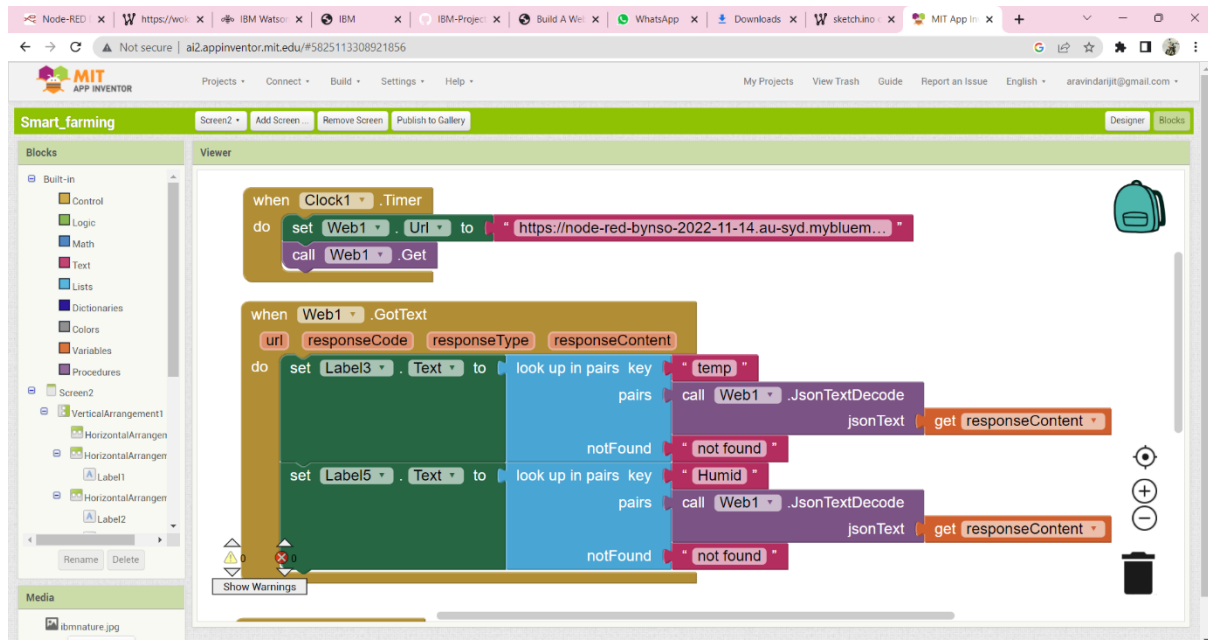 Node-RED
https://wok
IBM Watson
IBM
IBM-Project
Build A Web
WhatsApp
Downloads
sketch.ino
MIT App In
Not secure
ai2.appinventor.mit.edu/#5825113308921856
MIT
APP INVENTOR
Projects
Connect
Build
Settings
Help
My Projects
View Trash
Guide
Report an Issue
English
aravindarijit@gmail.com
Smart_farming
Screen2
Add Screen ...
Remove Screen
Publish to Gallery
Designer
Blocks
Blocks
Viewer
Built-in
Control
Logic
Math
Text
Lists
Dictionaries
Colors
Variables
Procedures
Screen2
VerticalArrangement1
HorizontalArrangen
HorizontalArrangem
Label1
HorizontalArrangem
Label2
Rename
Delete
Media
ibmnature.jpg
when Clock1 .Timer
do set Web1 . Url to " https://node-red-bynso-2022-11-14.au-syd.mybluem... "
call Web1 .Get
when Web1 .GotText
url responseCode responseType responseContent
do set Label3 . Text to look up in pairs key " temp "
pairs call Web1 .JsonTextDecode
jsonText get responseContent
notFound " not found "
set Label5 . Text to look up in pairs key " Humid "
pairs call Web1 .JsonTextDecode
jsonText get responseContent
notFound " not found "
0 0
Show Warnings